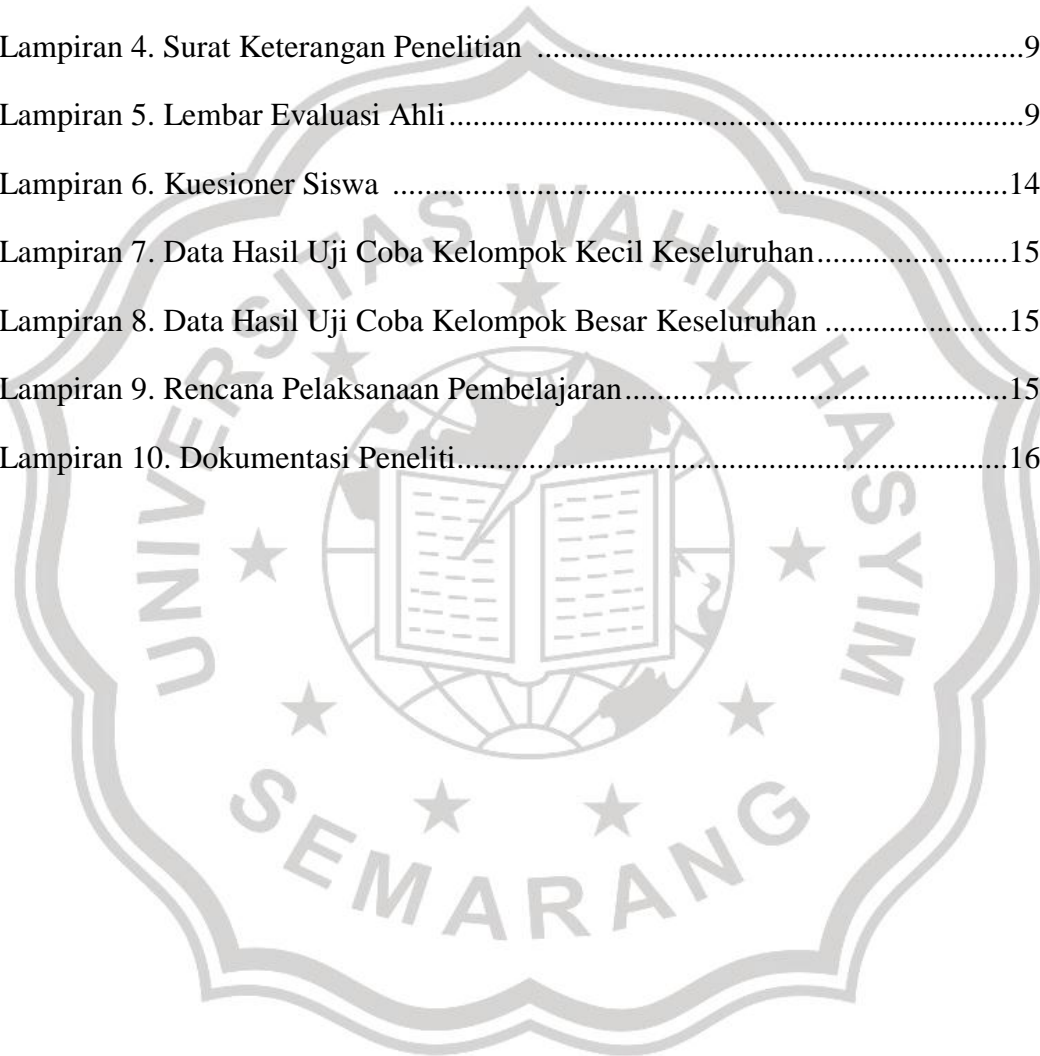 Lampiran 4. Surat Keterangan Penelitian ..............................................................9
Lampiran 5. Lembar Evaluasi Ahli.......................................................................9
Lampiran 6. Kuesioner Siswa ..............................................................................14
Lampiran 7. Data Hasil Uji Coba Kelompok Kecil Keseluruhan........................15
Lampiran 8. Data Hasil Uji Coba Kelompok Besar Keseluruhan .......................15
Lampiran 9. Rencana Pelaksanaan Pembelajaran................................................15
Lampiran 10. Dokumentasi Peneliti.....................................................................16
UNIVERSITAS WAHID HASYIM
SEMARANG